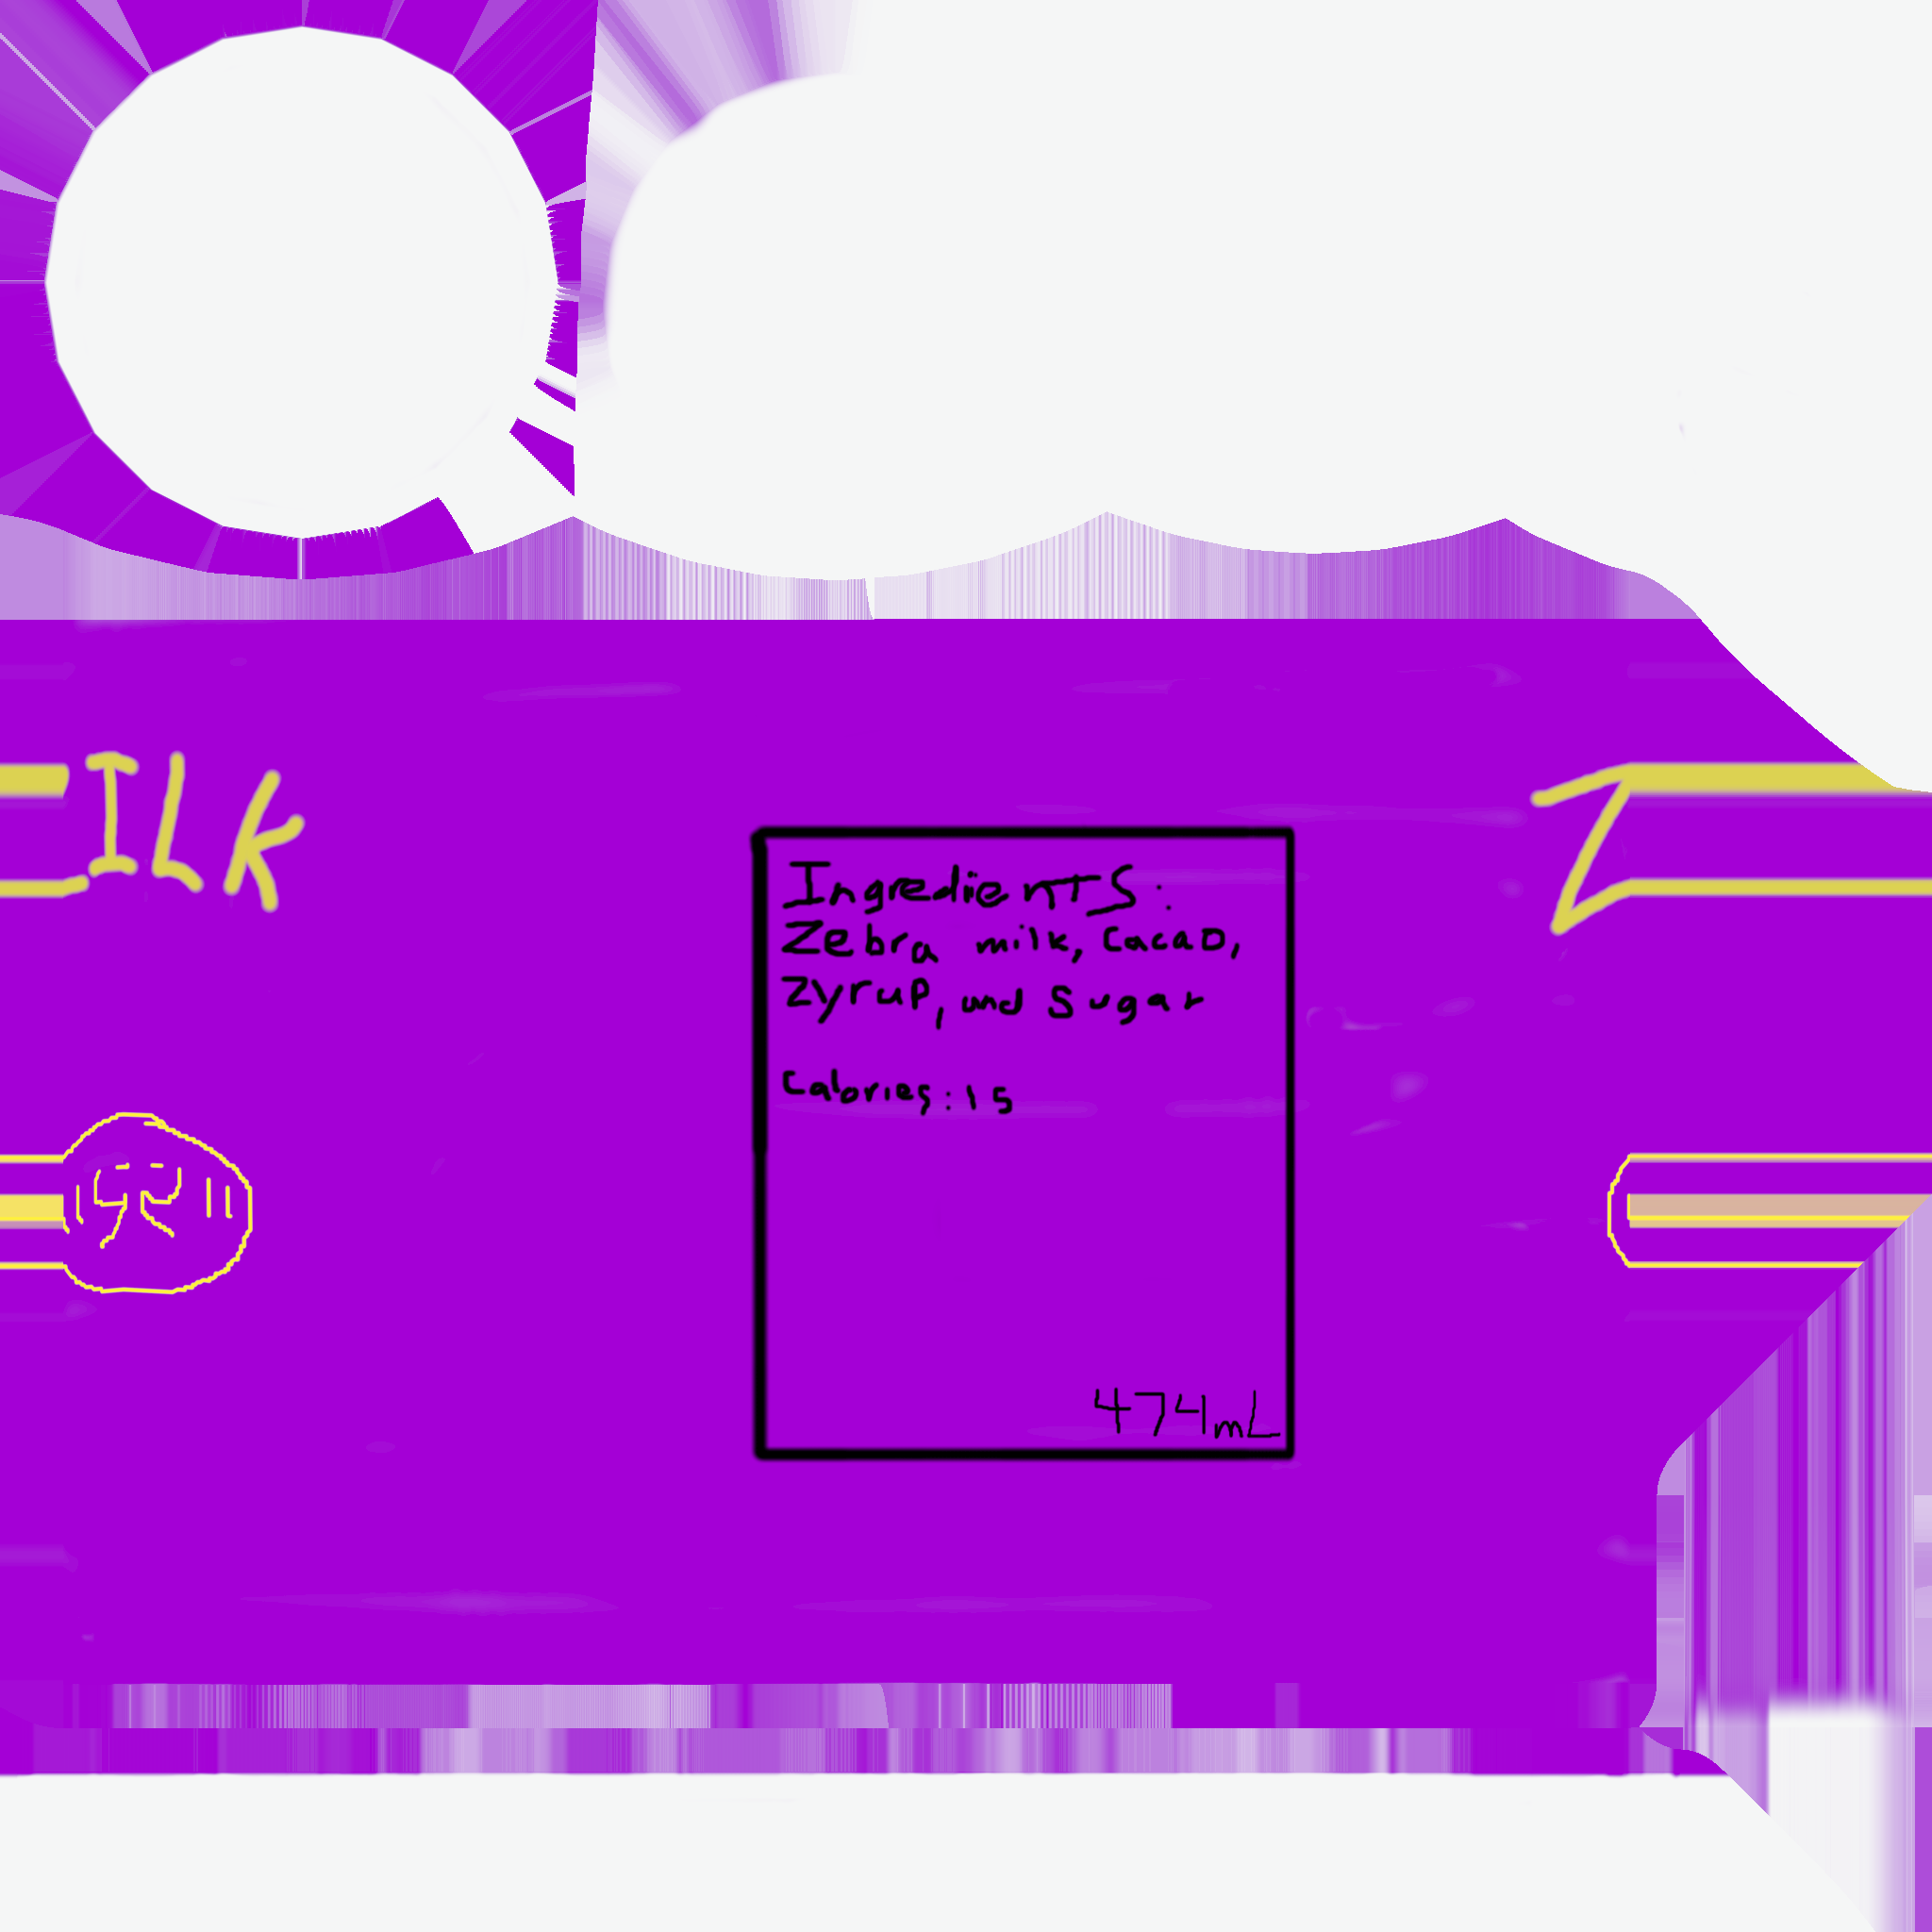 ILK
Z
IngredienTS:
Zebra milk, Cacao,
Zyrup, and Sugar
Calories: 15
474mL